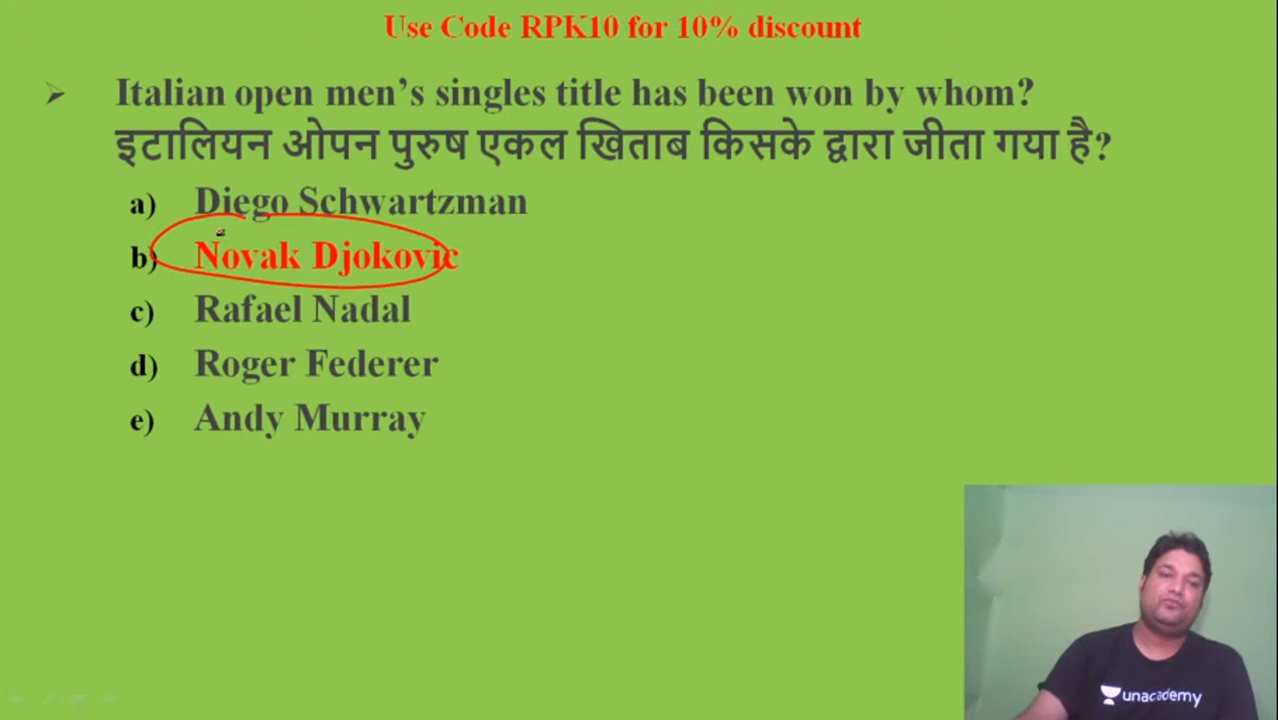 Use Code RPK10 for 10% discount
➢ Italian open men’s singles title has been won by whom?
इटालियन ओपन पुरुष एकल खिताब किसके द्वारा जीता गया है?
a) Diego Schwartzman
b) Novak Djokovic
c) Rafael Nadal
d) Roger Federer
e) Andy Murray
unacademy